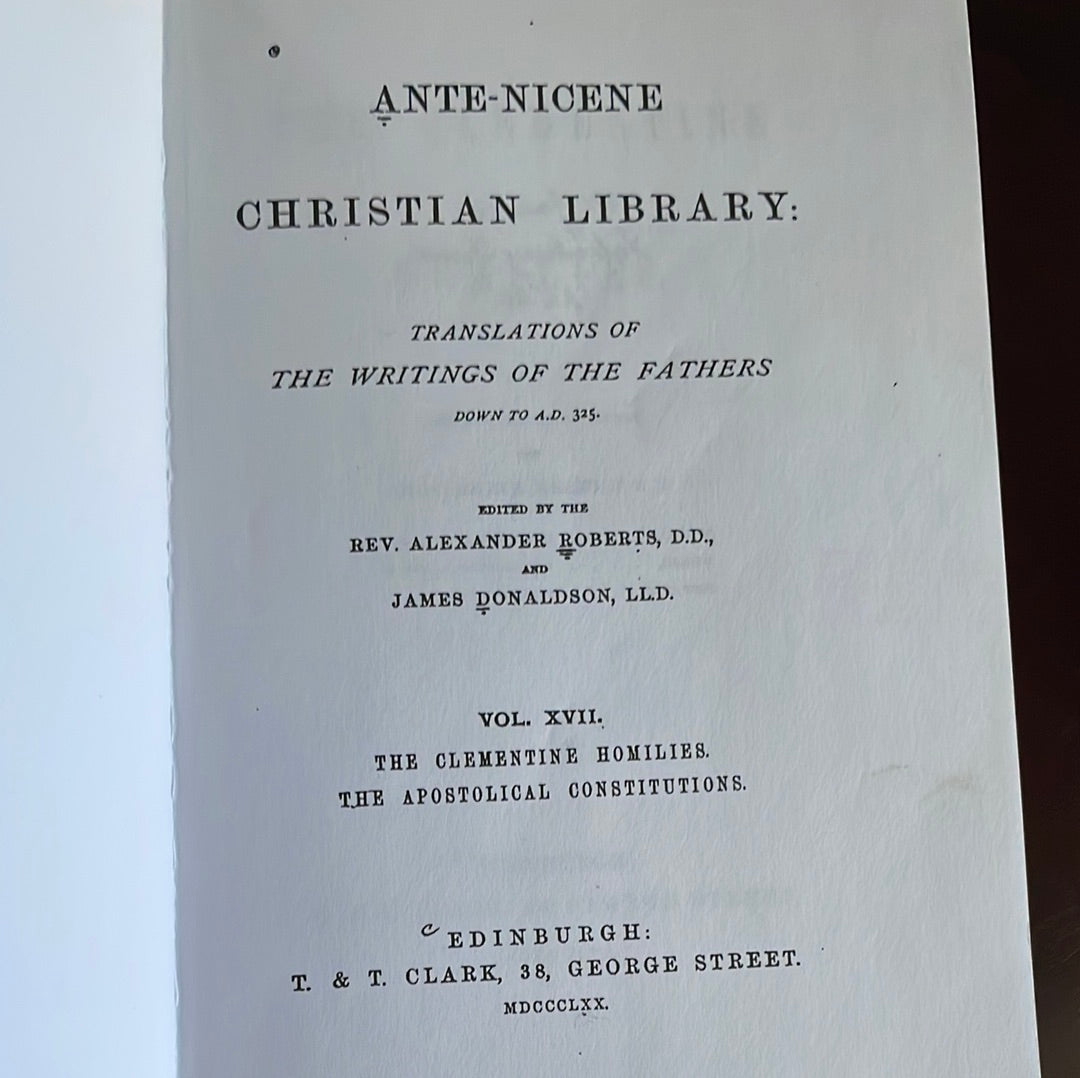 ANTE-NICENE
CHRISTIAN LIBRARY:
TRANSLATIONS OF
THE WRITINGS OF THE FATHERS
DOWN TO A.D. 325.
EDITED BY THE
REV. ALEXANDER ROBERTS, D.D.,
AND
JAMES DONALDSON, LL.D.
VOL. XVII.
THE CLEMENTINE HOMILIES.
THE APOSTOLICAL CONSTITUTIONS.
EDINBURGH:
T. & T. CLARK, 38, GEORGE STREET.
MDCCCLXX.